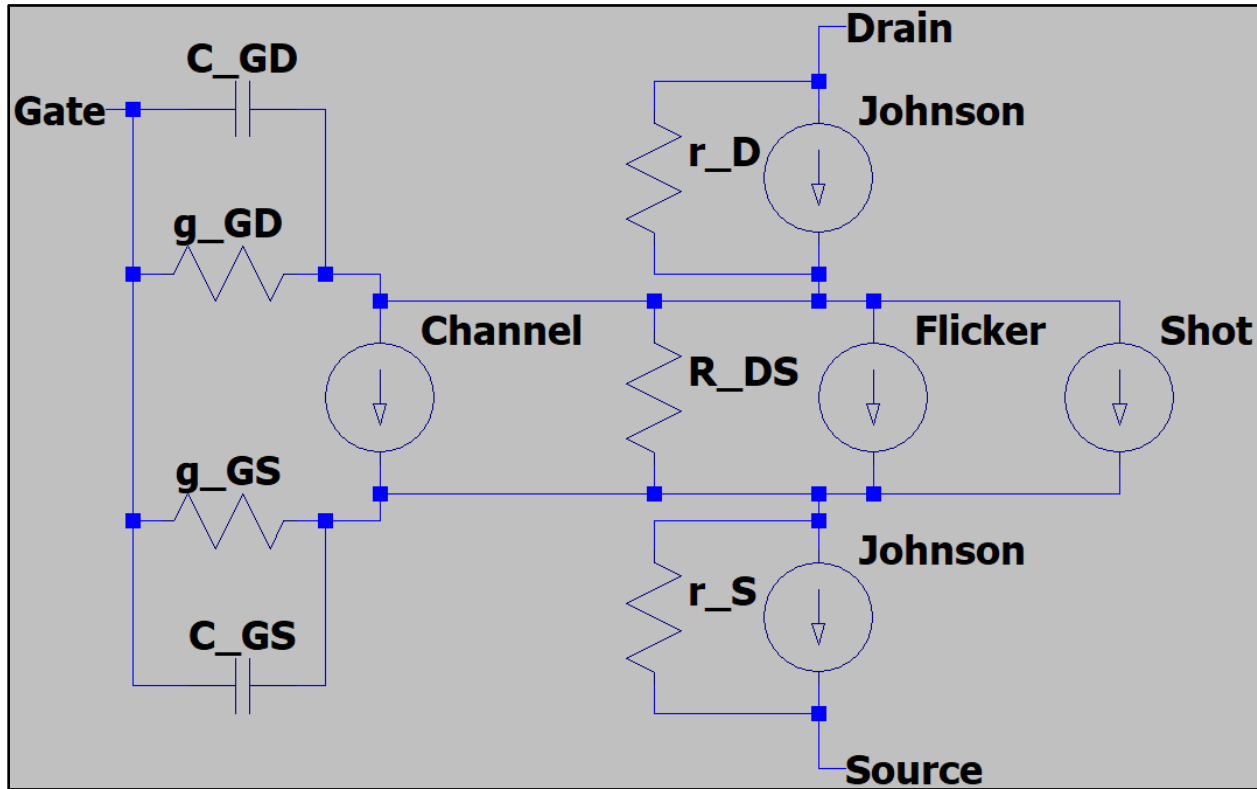 Drain
C_GD
Gate
Johnson
r_D
g_GD
Channel
Flicker
Shot
R_DS
g_GS
Johnson
r_S
C_GS
Source